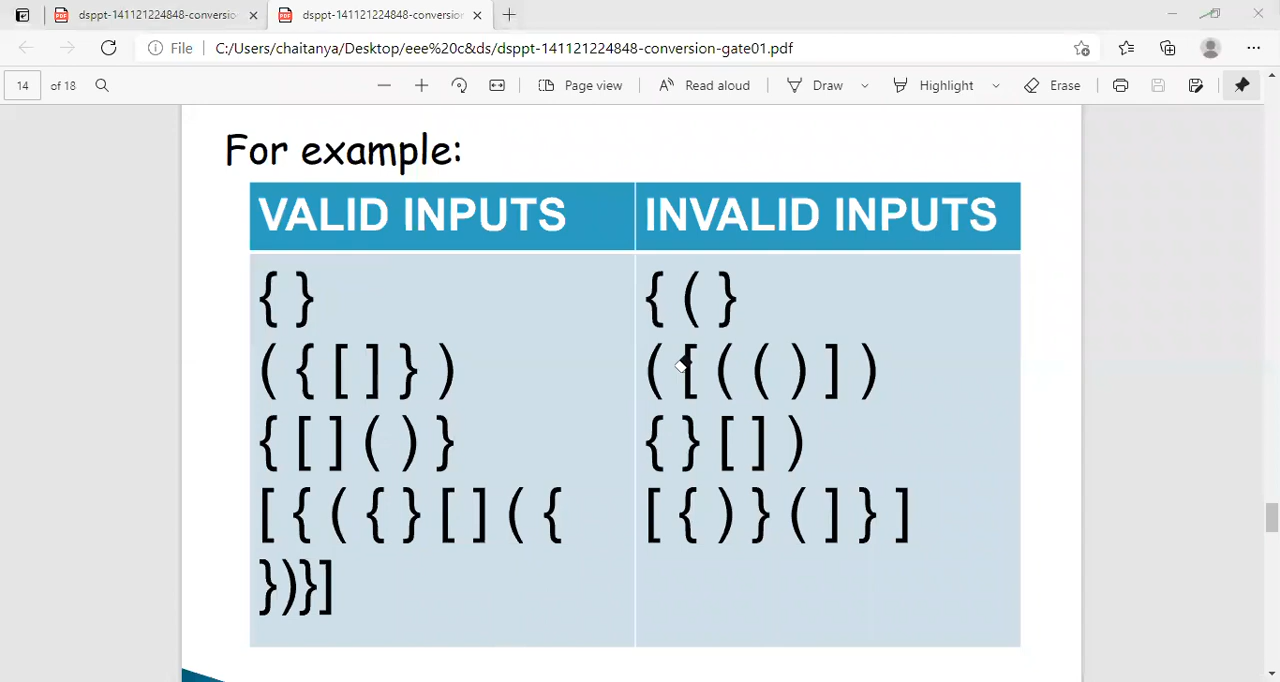 dsppt-141121224848-conversio
dsppt-141121224848-conversion
File C:/Users/chaitanya/Desktop/eee%20c&ds/dsppt-141121224848-conversion-gate01.pdf
14 of 18 Page view Read aloud Draw Highlight Erase
For example:
VALID INPUTS INVALID INPUTS
{ } { ( }
( { [ ] } ) ( [ ( ( ) ] )
{ [ ] ( ) } { } [ ] )
[ { ( { } [ ] ( { [ { ) } ( ] } ]
})}]